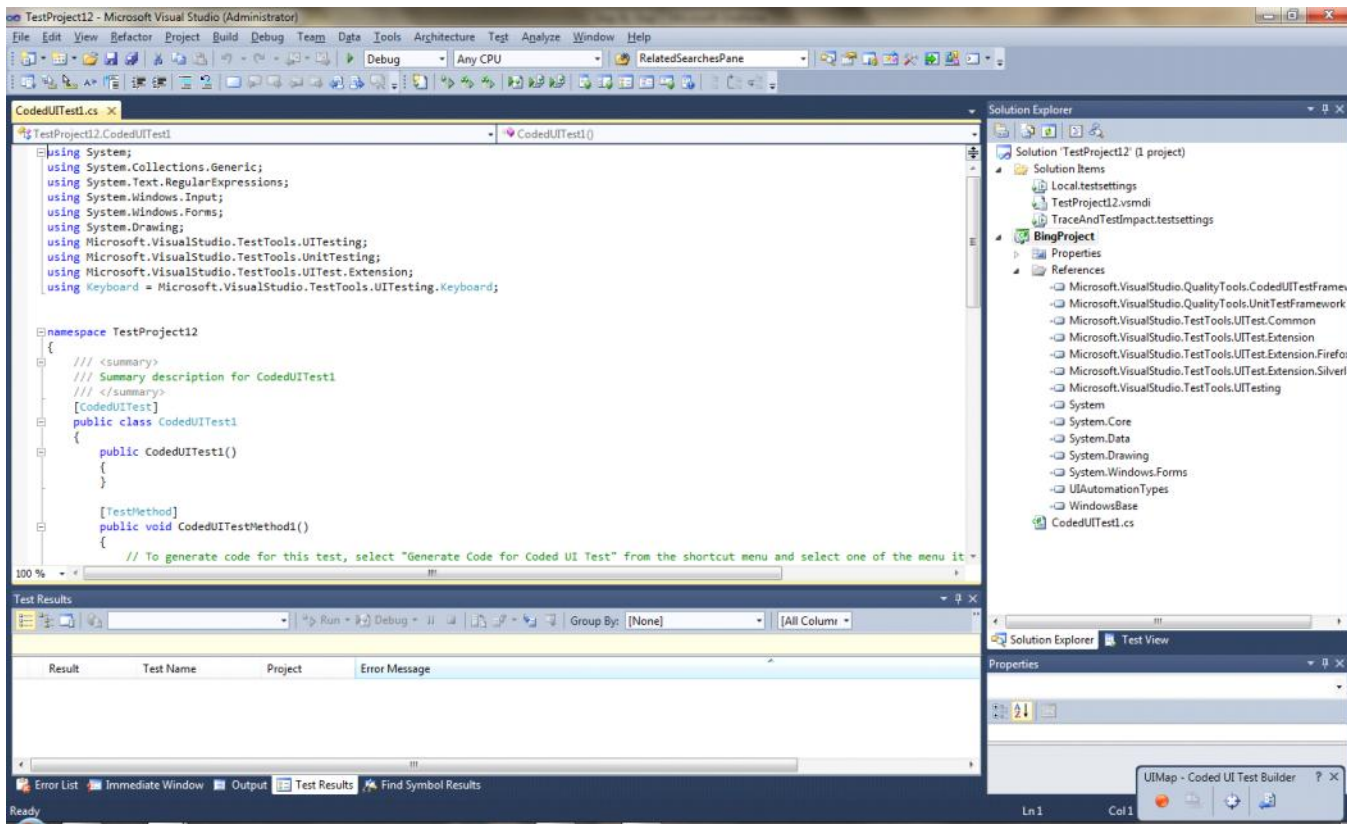 TestProject12 - Microsoft Visual Studio (Administrator)
File Edit View Refactor Project Build Debug Team Data Tools Architecture Test Analyze Window Help
Debug Any CPU RelatedSearchesPane
CodedUITest1.cs
TestProject12.CodedUITest1 CodedUITest1()
using System;
using System.Collections.Generic;
using System.Text.RegularExpressions;
using System.Windows.Input;
using System.Windows.Forms;
using System.Drawing;
using Microsoft.VisualStudio.TestTools.UITesting;
using Microsoft.VisualStudio.TestTools.UnitTesting;
using Microsoft.VisualStudio.TestTools.UITest.Extension;
using Keyboard = Microsoft.VisualStudio.TestTools.UITesting.Keyboard;
namespace TestProject12
{
/// <summary>
/// Summary description for CodedUITest1
/// </summary>
[CodedUITest]
public class CodedUITest1
{
public CodedUITest1()
{
}
[TestMethod]
public void CodedUITestMethod1()
{
// To generate code for this test, select "Generate Code for Coded UI Test" from the shortcut menu and select one of the menu it
100 %
Test Results
Run Debug Group By: [None] [All Colum
Result Test Name Project Error Message
Error List Immediate Window Output Test Results Find Symbol Results
Ready Ln 1 Col 1
Solution Explorer
Solution 'TestProject12' (1 project)
Solution Items
Local.testsettings
TestProject12.vsmdi
TraceAndTestImpact.testsettings
BingProject
Properties
References
Microsoft.VisualStudio.QualityTools.CodedUITestFramew
Microsoft.VisualStudio.QualityTools.UnitTestFramework
Microsoft.VisualStudio.TestTools.UITest.Common
Microsoft.VisualStudio.TestTools.UITest.Extension
Microsoft.VisualStudio.TestTools.UITest.Extension.Firefo
Microsoft.VisualStudio.TestTools.UITest.Extension.Silverl
Microsoft.VisualStudio.TestTools.UITesting
System
System.Core
System.Data
System.Drawing
System.Windows.Forms
UIAutomationTypes
WindowsBase
CodedUITest1.cs
Solution Explorer Test View
Properties
UIMap - Coded UI Test Builder